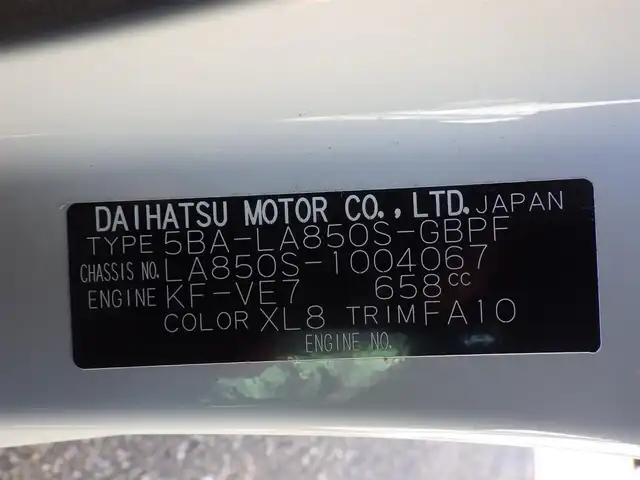 DAIHATSU MOTOR CO., LTD. JAPAN
TYPE 5BA-LA850S-GBPF
CHASSIS NO. LA850S-1004067
ENGINE KF-VE7 658cc
COLOR XL8 TRIM FA10
ENGINE NO.